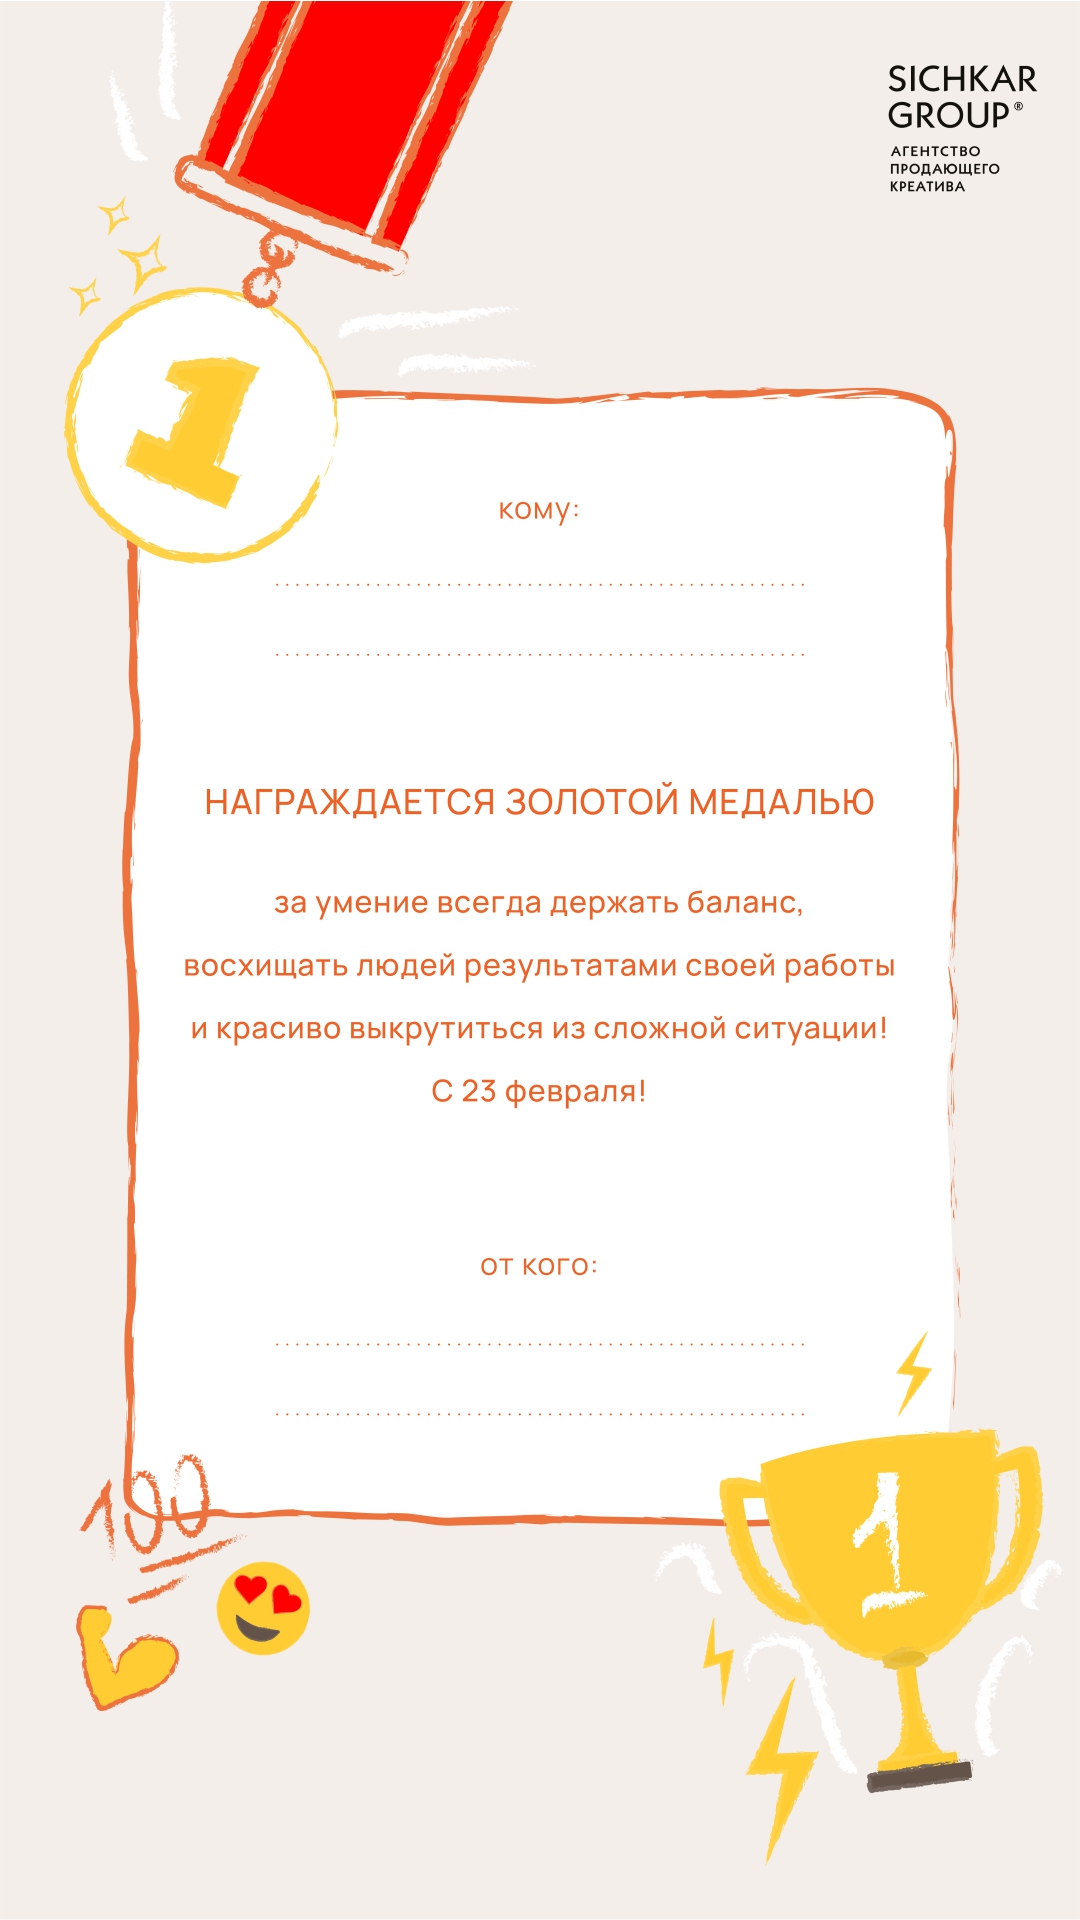 SICHKAR
GROUP®
АГЕНТСТВО
ПРОДАЮЩЕГО
КРЕАТИВА
1
кому:
НАГРАЖДАЕТСЯ ЗОЛОТОЙ МЕДАЛЬЮ
за умение всегда держать баланс,
восхищать людей результатами своей работы
и красиво выкрутиться из сложной ситуации!
С 23 февраля!
от кого:
100
1